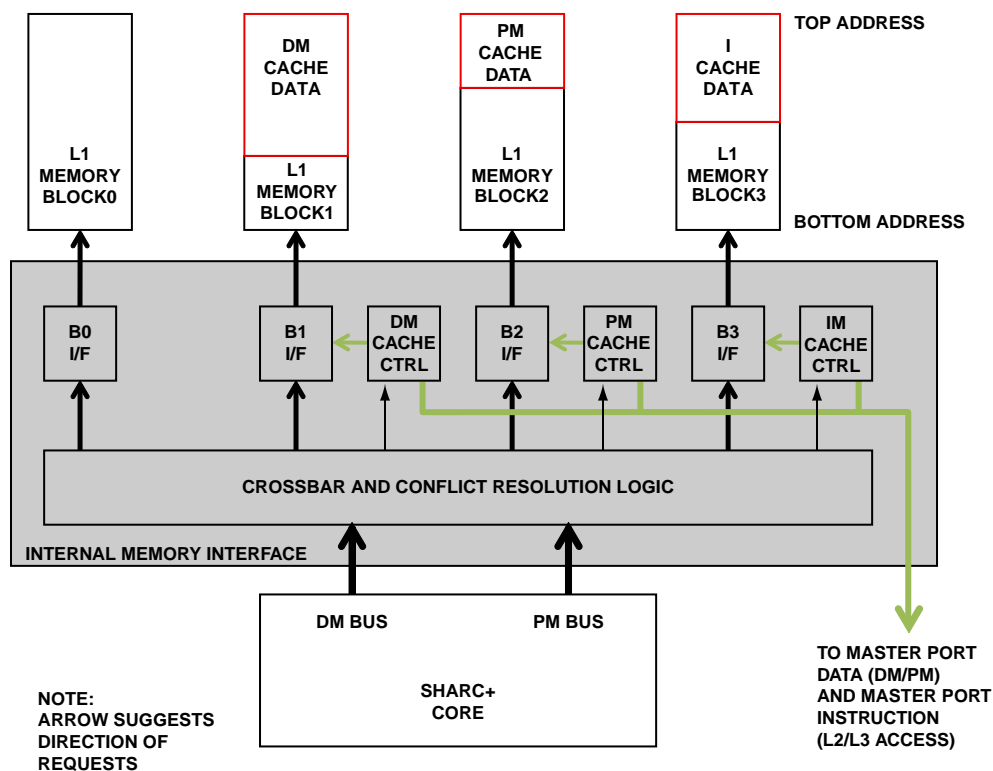 TOP ADDRESS
DM
CACHE
DATA
PM
CACHE
DATA
I
CACHE
DATA
L1
MEMORY
BLOCK0
L1
MEMORY
BLOCK1
L1
MEMORY
BLOCK2
L1
MEMORY
BLOCK3
BOTTOM ADDRESS
B0
I/F
B1
I/F
DM
CACHE
CTRL
B2
I/F
PM
CACHE
CTRL
B3
I/F
IM
CACHE
CTRL
CROSSBAR AND CONFLICT RESOLUTION LOGIC
INTERNAL MEMORY INTERFACE
DM BUS
PM BUS
SHARC+
CORE
NOTE:
ARROW SUGGESTS
DIRECTION OF
REQUESTS
TO MASTER PORT
DATA (DM/PM)
AND MASTER PORT
INSTRUCTION
(L2/L3 ACCESS)